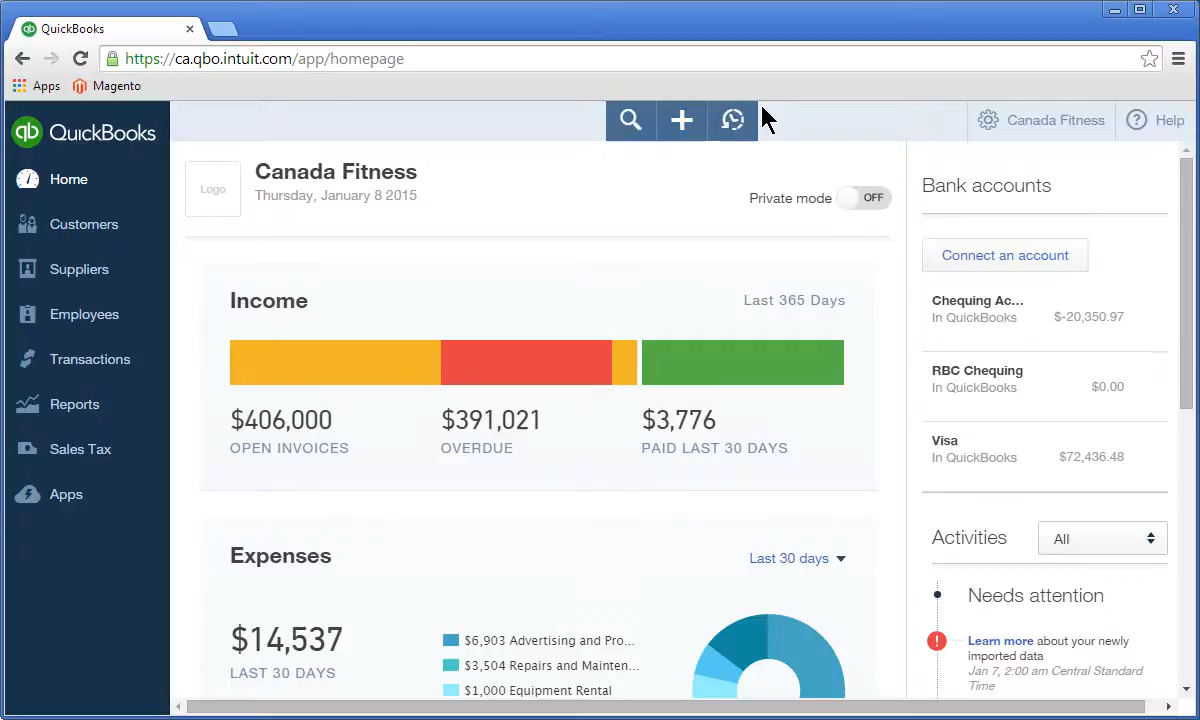 QuickBooks
https://ca.qbo.intuit.com/app/homepage
Apps
Magento
qb QuickBooks
Home
Customers
Suppliers
Employees
Transactions
Reports
Sales Tax
Apps
Canada Fitness
? Help
Logo
Canada Fitness
Thursday, January 8 2015
Private mode OFF
Income
Last 365 Days
$406,000
OPEN INVOICES
$391,021
OVERDUE
$3,776
PAID LAST 30 DAYS
Expenses
Last 30 days
$14,537
LAST 30 DAYS
$6,903 Advertising and Pro...
$3,504 Repairs and Mainten...
$1,000 Equipment Rental
Bank accounts
Connect an account
Chequing Ac...
In QuickBooks $-20,350.97
RBC Chequing
In QuickBooks $0.00
Visa
In QuickBooks $72,436.48
Activities All
Needs attention
! Learn more about your newly
imported data
Jan 7, 2:00 am Central Standard
Time